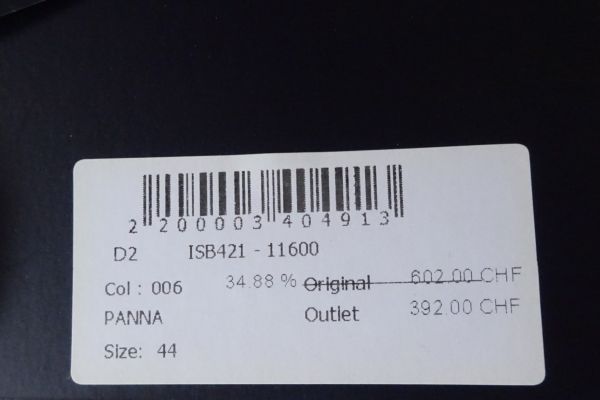 2 200003 404913
D2 ISB421 - 11600
Col : 006 34.88 % Original 602.00 CHF
PANNA Outlet 392.00 CHF
Size: 44